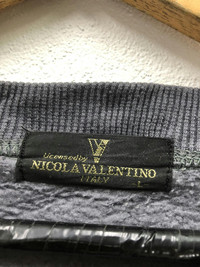 Licensed by
V
NICOLA VALENTINO
ITALY